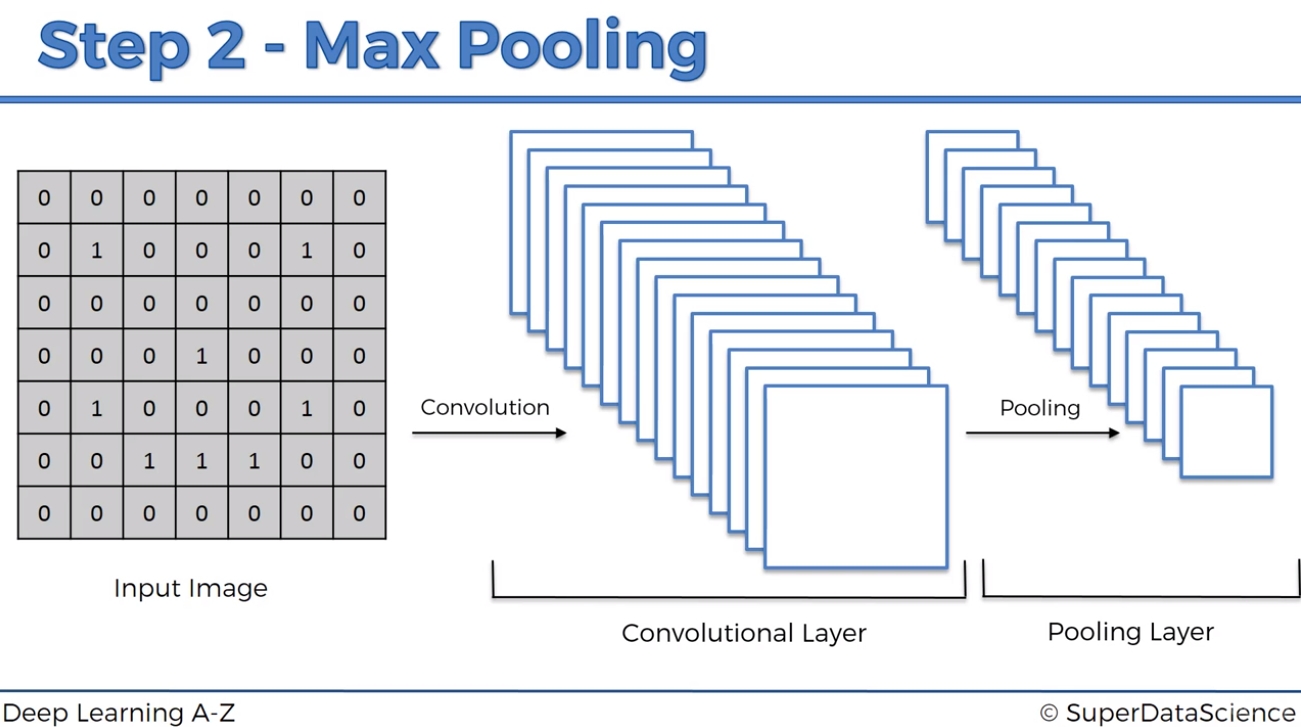 Step 2 - Max Pooling
0 0 0 0 0 0 0
0 1 0 0 0 1 0
0 0 0 0 0 0 0
0 0 0 1 0 0 0
0 1 0 0 0 1 0
0 0 1 1 1 0 0
0 0 0 0 0 0 0
Input Image
Convolution
Convolutional Layer
Pooling
Pooling Layer
Deep Learning A-Z
© SuperDataScience